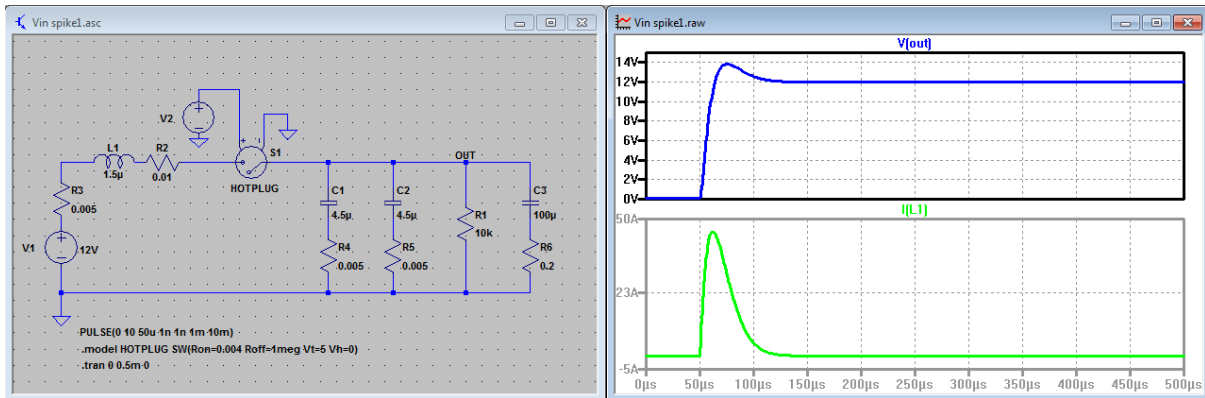 Vin spike1.asc
V2
+
−
+
−
L1
R2
S1
OUT
1.5µ
0.01
HOTPLUG
R3
0.005
C1
C2
C3
4.5µ
4.5µ
100µ
R1
10k
V1
+
−
12V
R4
0.005
R5
0.005
R6
0.2
PULSE(0 10 50u 1n 1n 1m 10m)
.model HOTPLUG SW(Ron=0.004 Roff=1meg Vt=5 Vh=0)
.tran 0 0.5m 0
Vin spike1.raw
V(out)
14V
12V
10V
8V
6V
4V
2V
0V
I(L1)
50A
23A
-5A
0µs 50µs 100µs 150µs 200µs 250µs 300µs 350µs 400µs 450µs 500µs